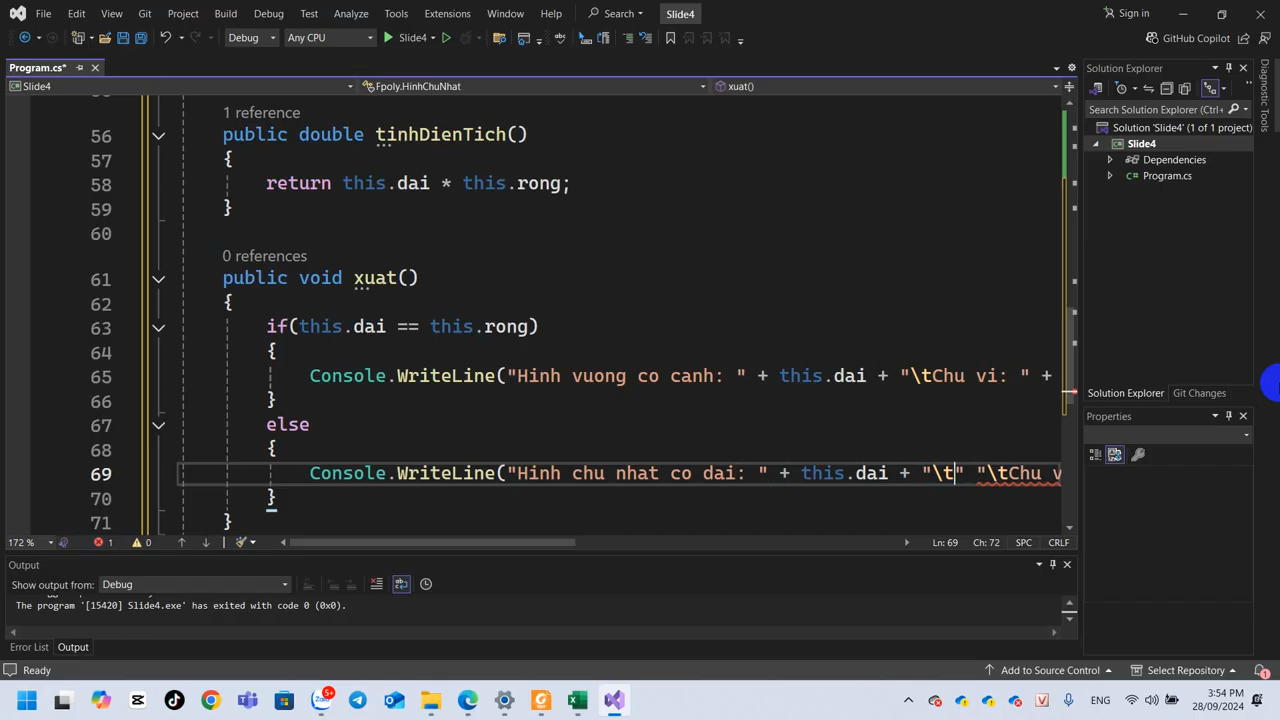 File Edit View Git Project Build Debug Test Analyze Tools Extensions Window Help Search Slide4 Sign in
Debug Any CPU Slide4 GitHub Copilot
Program.cs* Solution Explorer
Slide4 Fpoly.HinhChuNhat xuat()
Search Solution Explorer (Ctrl+
Solution 'Slide4' (1 of 1 project)
Slide4
Dependencies
Program.cs
Diagnostic Tools
1 reference
56 public double tinhDienTich()
57 {
58 return this.dai * this.rong;
59 }
60
0 references
61 public void xuat()
62 {
63 if(this.dai == this.rong)
64 {
65 Console.WriteLine("Hinh vuong co canh: " + this.dai + "\tChu vi: " +
66 }
67 else
68 {
69 Console.WriteLine("Hinh chu nhat co dai: " + this.dai + "\t" "\tChu v
70 }
71 }
Solution Explorer Git Changes
Properties
172 % 1 0 Ln: 69 Ch: 72 SPC CRLF
Output
Show output from: Debug
The program '[15420] Slide4.exe' has exited with code 0 (0x0).
Error List Output
Ready Add to Source Control Select Repository 1
5+ Zalo ENG 3:54 PM
28/09/2024